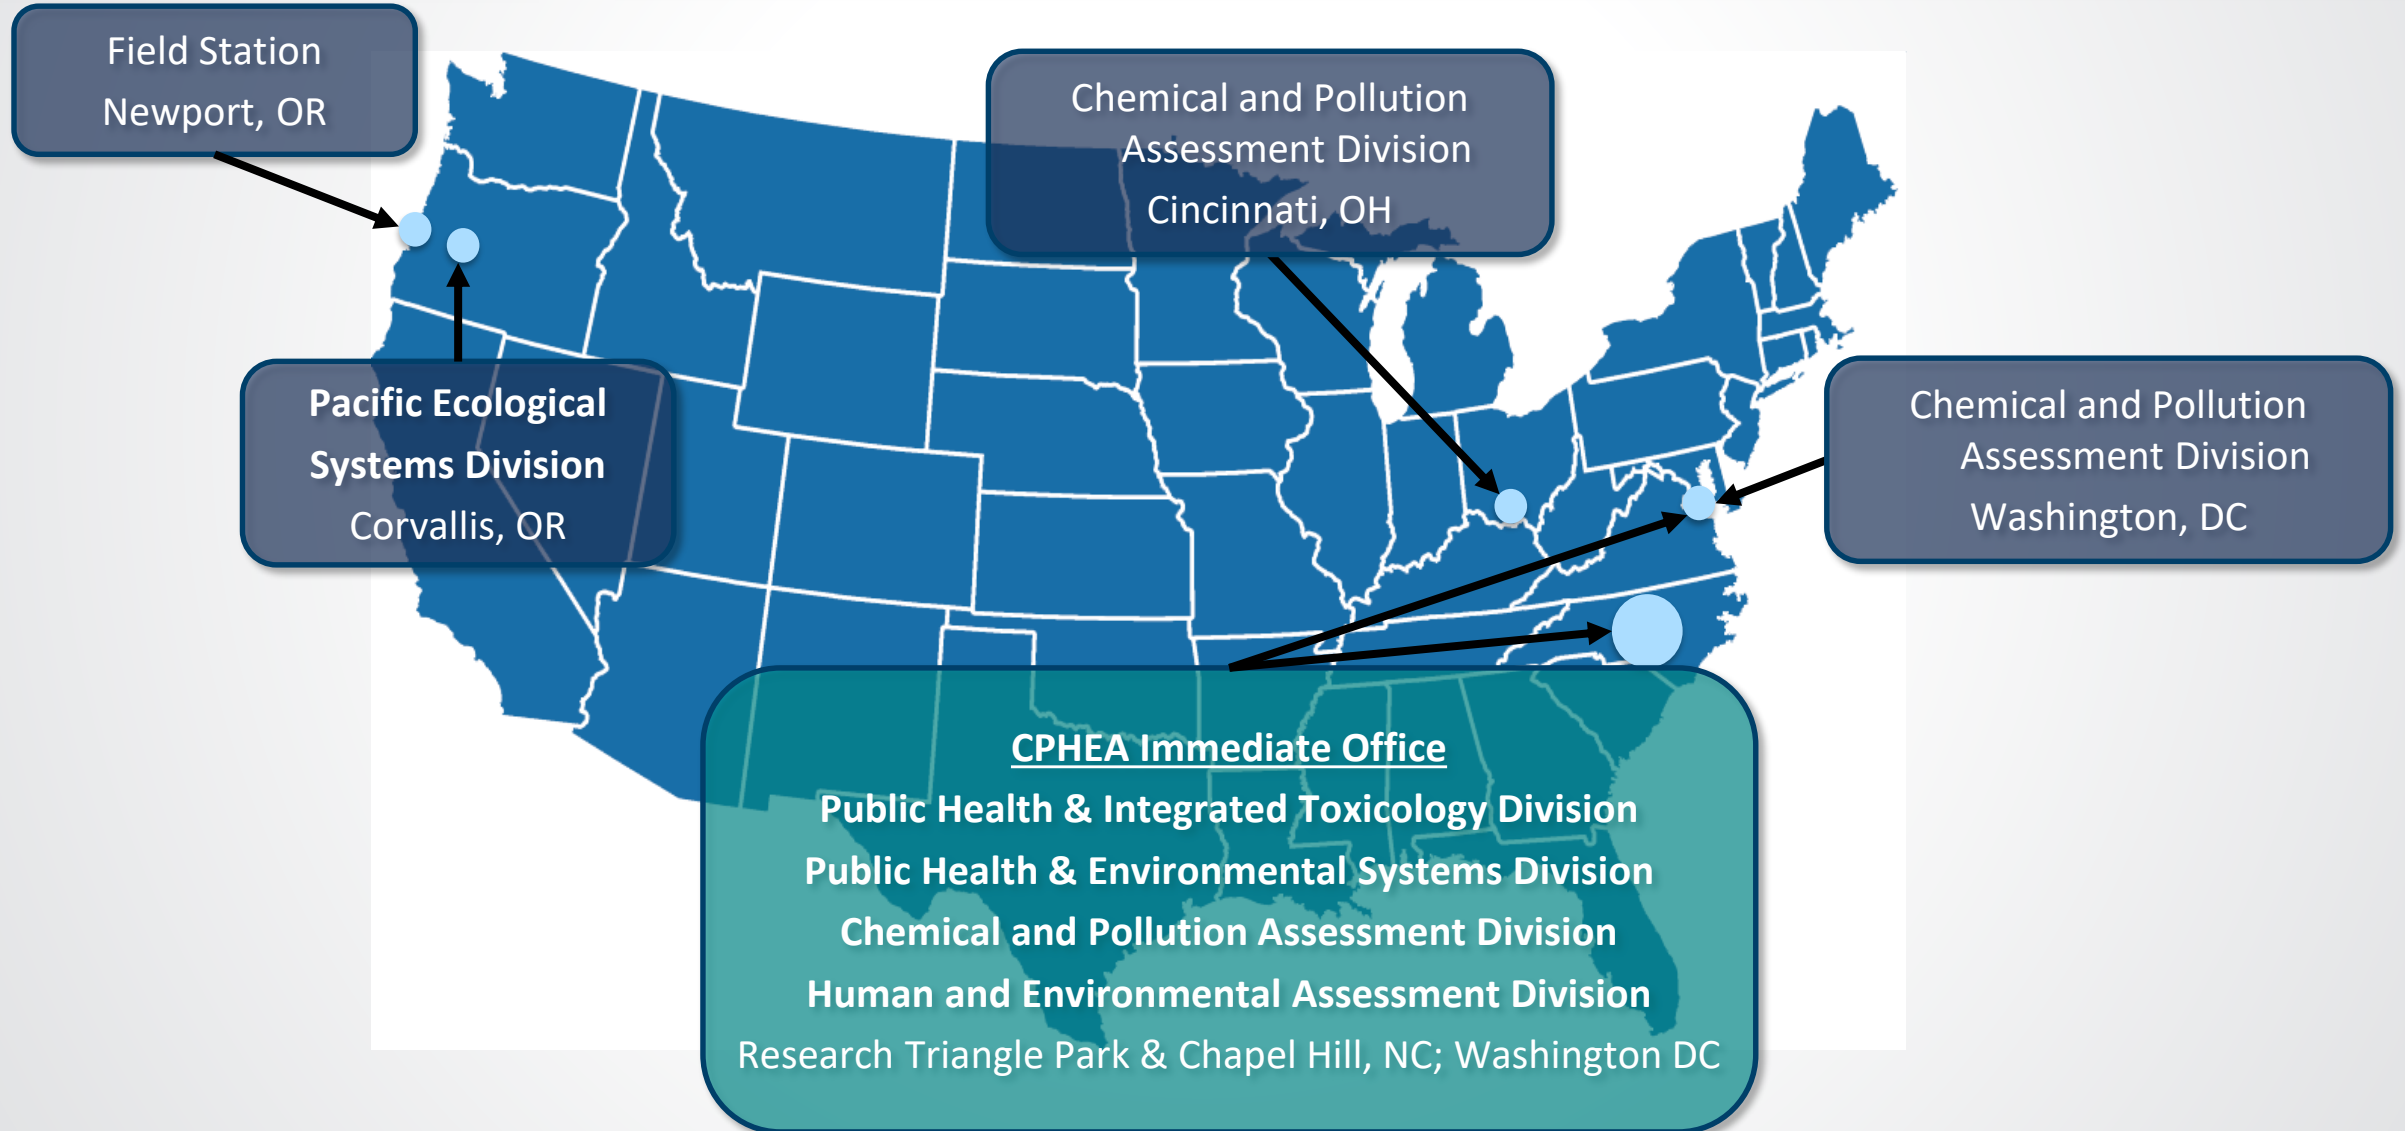 Field Station
Newport, OR
Chemical and Pollution
Assessment Division
Cincinnati, OH
Pacific Ecological
Systems Division
Corvallis, OR
Chemical and Pollution
Assessment Division
Washington, DC
CPHEA Immediate Office
Public Health & Integrated Toxicology Division
Public Health & Environmental Systems Division
Chemical and Pollution Assessment Division
Human and Environmental Assessment Division
Research Triangle Park & Chapel Hill, NC; Washington DC